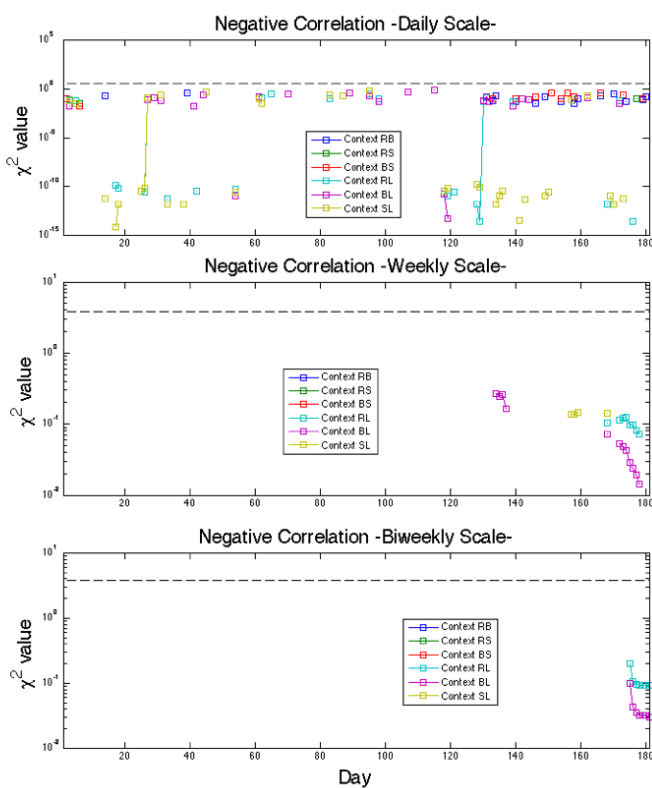 Negative Correlation -Daily Scale-
10^5
10^0
10^-5
10^-10
10^-15
χ^2 value
Context RB
Context RS
Context BS
Context RL
Context BL
Context SL
20 40 60 80 100 120 140 160 180
Negative Correlation -Weekly Scale-
10^1
10^0
10^-1
10^-2
χ^2 value
Context RB
Context RS
Context BS
Context RL
Context BL
Context SL
20 40 60 80 100 120 140 160 180
Negative Correlation -Biweekly Scale-
10^1
10^0
10^-1
10^-2
χ^2 value
Context RB
Context RS
Context BS
Context RL
Context BL
Context SL
20 40 60 80 100 120 140 160 180
Day